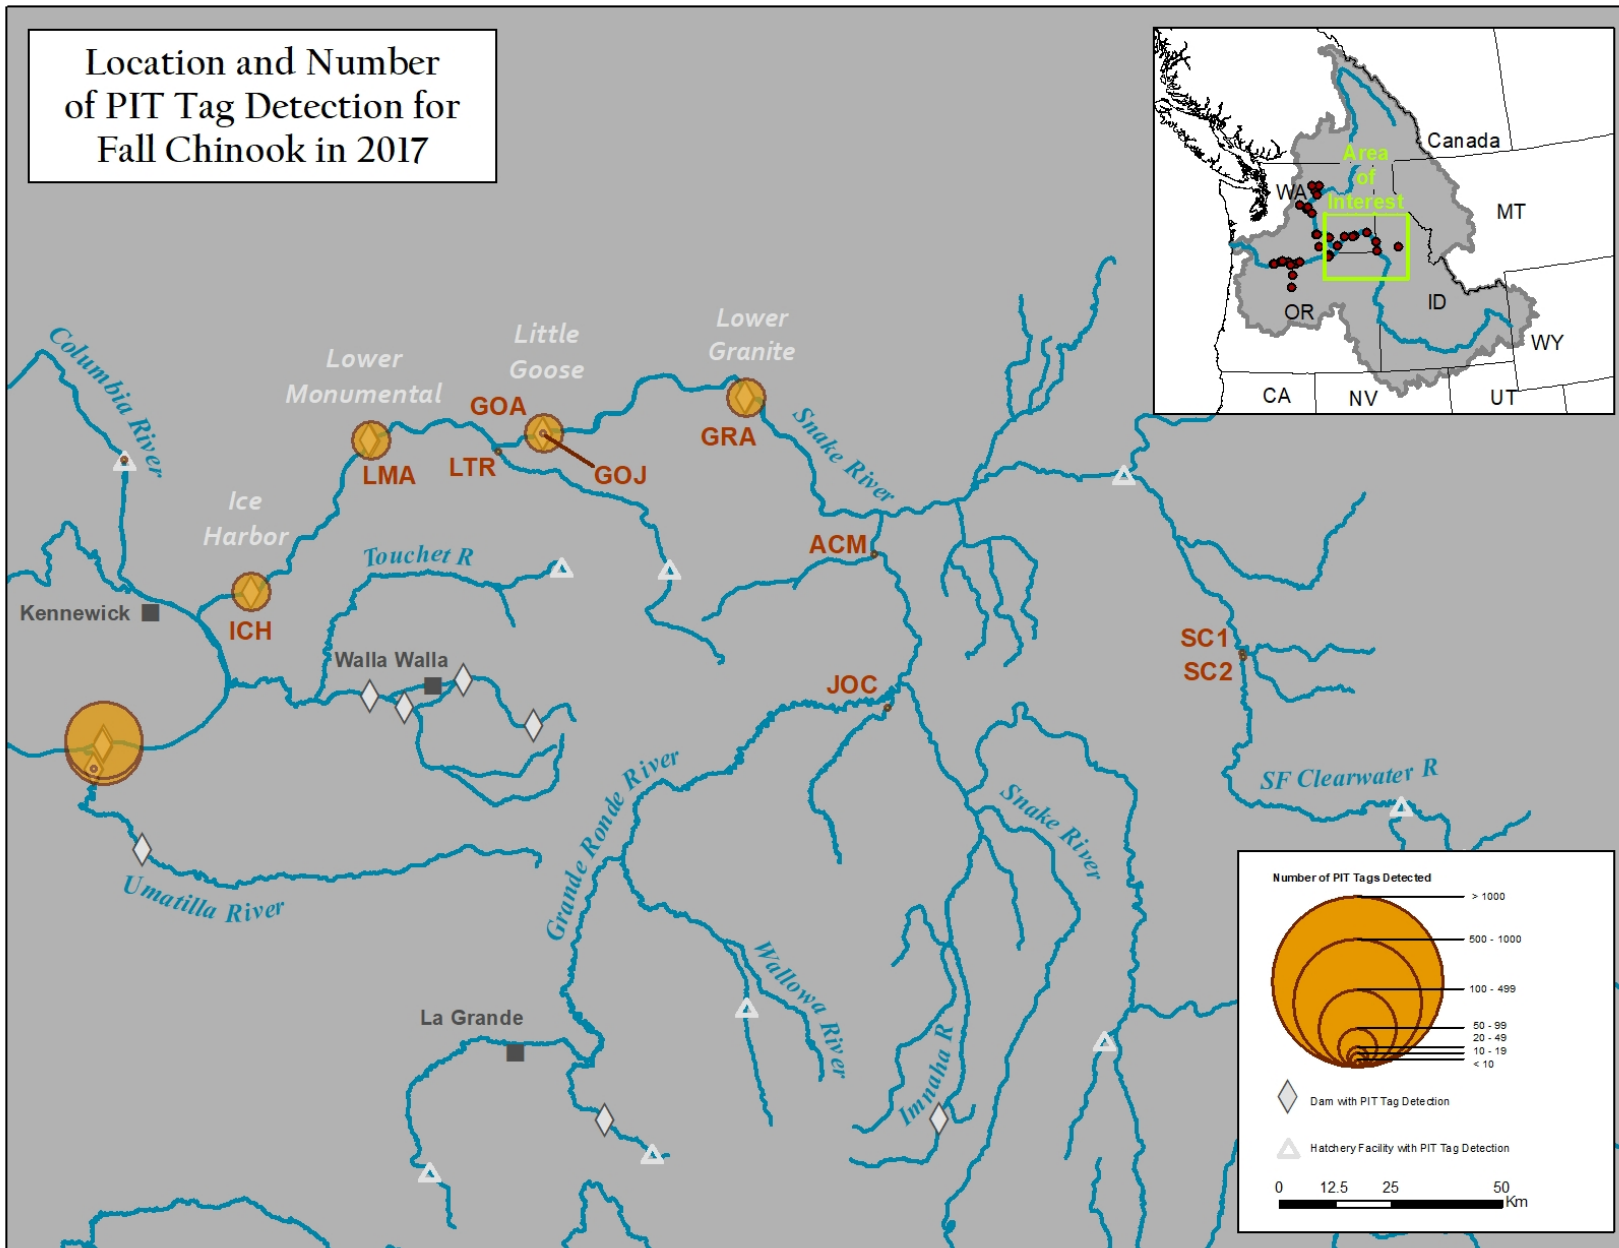 Location and Number
of PIT Tag Detection for
Fall Chinook in 2017
Canada
Area
of
Interest
WA
MT
ID
OR
WY
CA
NV
UT
Columbia River
Lower
Monumental
Little
Goose
Lower
Granite
GOA
GRA
LMA
LTR
GOJ
Snake River
Ice
Harbor
ACM
Touchet R
Kennewick
ICH
Walla Walla
SC1
SC2
JOC
Grande Ronde River
Snake River
SF Clearwater R
Umatilla River
Wallowa River
La Grande
Imnaha R
Number of PIT Tags Detected
> 1000
500 - 1000
100 - 499
50 - 99
20 - 49
10 - 19
< 10
Dam with PIT Tag Detection
Hatchery Facility with PIT Tag Detection
0 12.5 25 50
Km